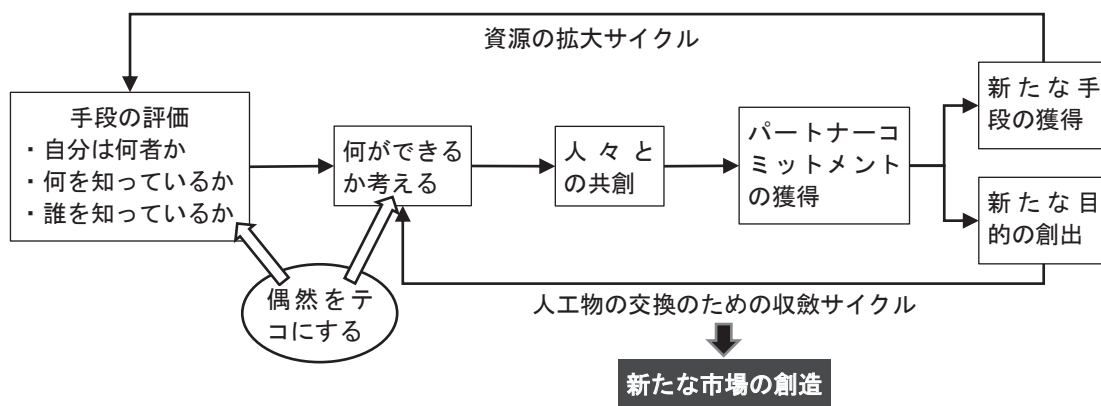 資源の拡大サイクル
手段の評価
・自分は何者か
・何を知っているか
・誰を知っているか
何ができる
か考える
人々と
の共創
パートナーコ
ミットメント
の獲得
新たな手
段の獲得
新たな目
的の創出
偶然をテ
コにする
人工物の交換のための収斂サイクル
新たな市場の創造